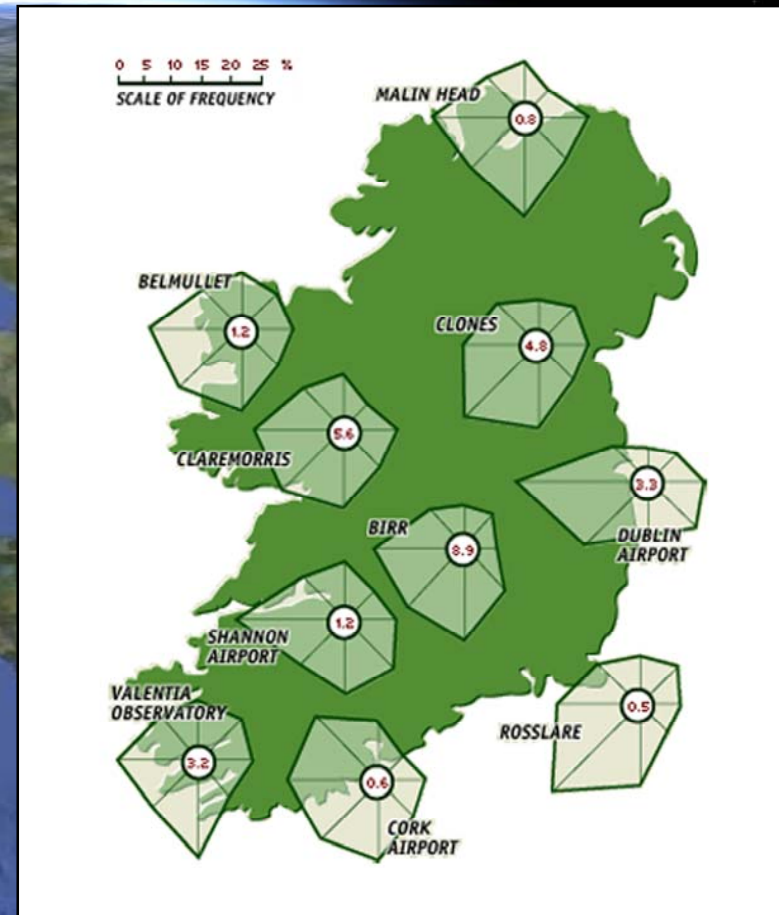 0 5 10 15 20 25 %
SCALE OF FREQUENCY
MALIN HEAD
0.8
BELMULLET
1.2
CLONES
4.8
5.6
CLAREMORRIS
3.3
DUBLIN
AIRPORT
BIRR
8.9
1.2
SHANNON
AIRPORT
VALENTIA
OBSERVATORY
3.2
0.5
ROSSLARE
0.6
CORK
AIRPORT